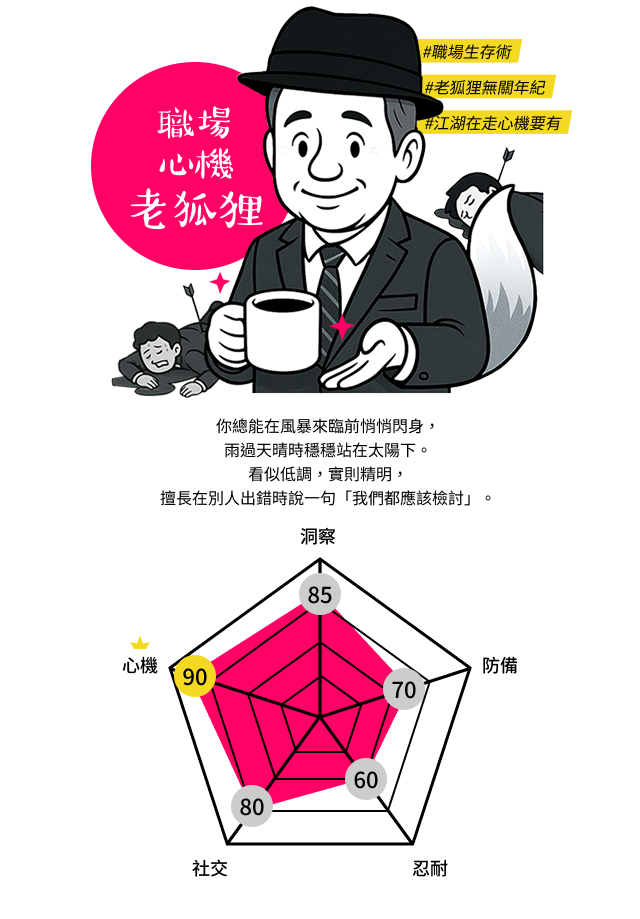 職場
心機
老狐狸
#職場生存術
#老狐狸無關年紀
#江湖在走心機要有
你總能在風暴來臨前悄悄閃身，
雨過天晴時穩穩站在太陽下。
看似低調，實則精明，
擅長在別人出錯時說一句「我們都應該檢討」。
洞察
85
心機
90
防備
70
60
80
社交
忍耐